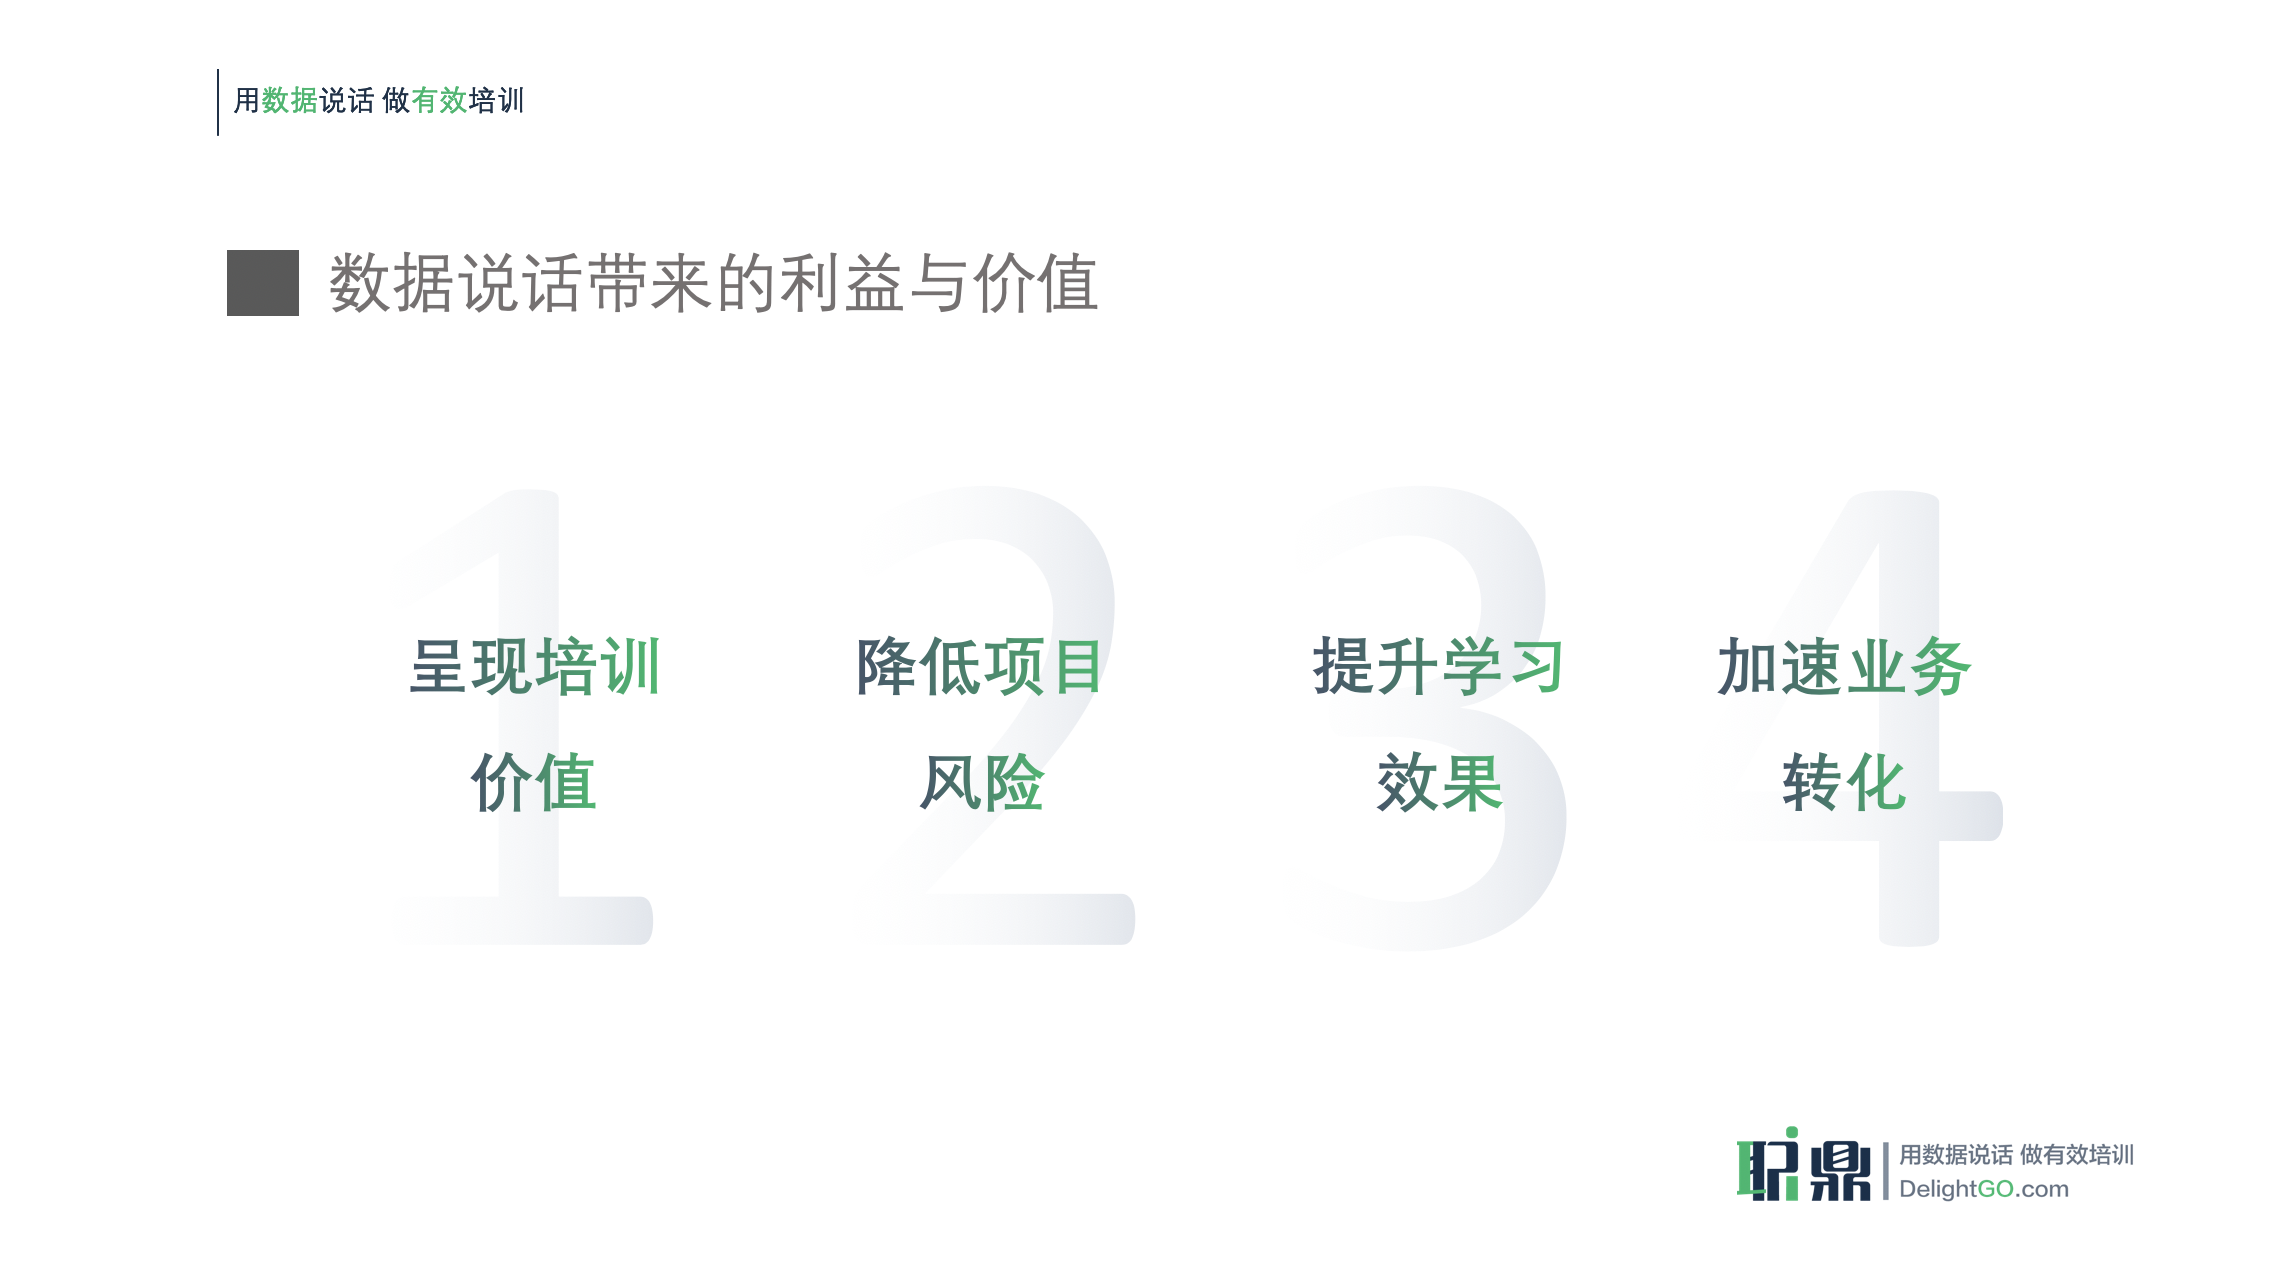 用数据说话 做有效培训
数据说话带来的利益与价值
1
呈现培训
价值
2
降低项目
风险
3
提升学习
效果
4
加速业务
转化
职鼎
用数据说话 做有效培训
DelightGO.com